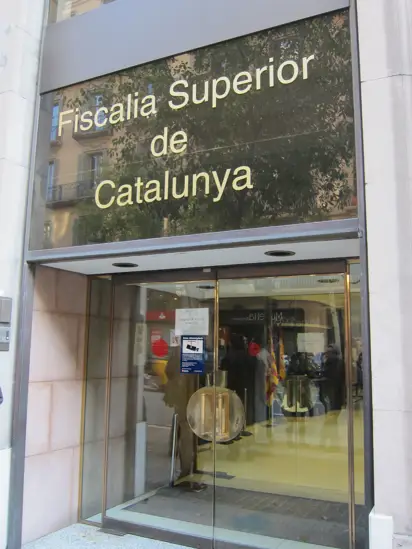 Fiscalia Superior
de
Catalunya